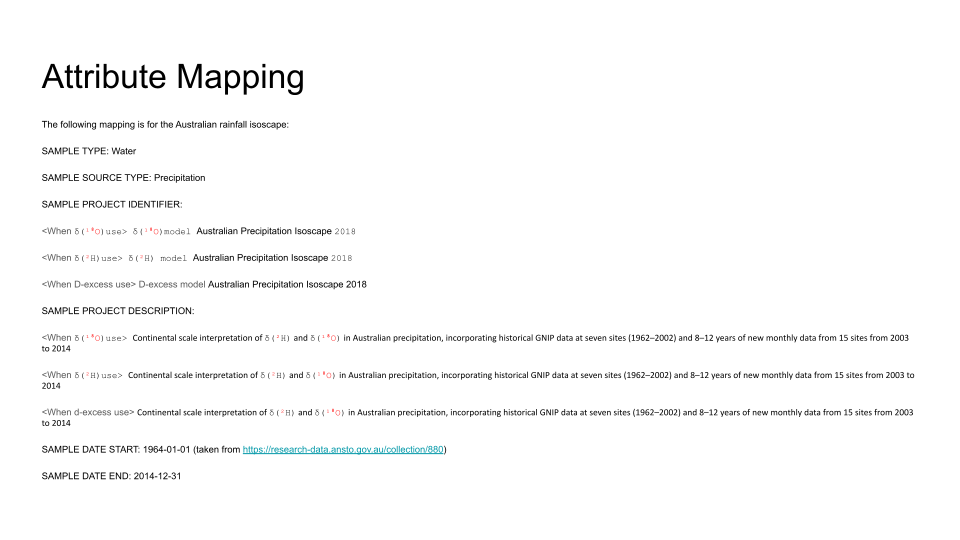 Attribute Mapping
The following mapping is for the Australian rainfall isoscape:
SAMPLE TYPE: Water
SAMPLE SOURCE TYPE: Precipitation
SAMPLE PROJECT IDENTIFIER:
<When δ(¹⁸O)use> δ(¹⁸O)model Australian Precipitation Isoscape 2018
<When δ(²H)use> δ(²H) model Australian Precipitation Isoscape 2018
<When D-excess use> D-excess model Australian Precipitation Isoscape 2018
SAMPLE PROJECT DESCRIPTION:
<When δ(¹⁸O)use> Continental scale interpretation of δ(²H) and δ(¹⁸O) in Australian precipitation, incorporating historical GNIP data at seven sites (1962–2002) and 8–12 years of new monthly data from 15 sites from 2003
to 2014
<When δ(²H)use> Continental scale interpretation of δ(²H) and δ(¹⁸O) in Australian precipitation, incorporating historical GNIP data at seven sites (1962–2002) and 8–12 years of new monthly data from 15 sites from 2003 to
2014
<When d-excess use> Continental scale interpretation of δ(²H) and δ(¹⁸O) in Australian precipitation, incorporating historical GNIP data at seven sites (1962–2002) and 8–12 years of new monthly data from 15 sites from 2003
to 2014
SAMPLE DATE START: 1964-01-01 (taken from https://research-data.ansto.gov.au/collection/880)
SAMPLE DATE END: 2014-12-31